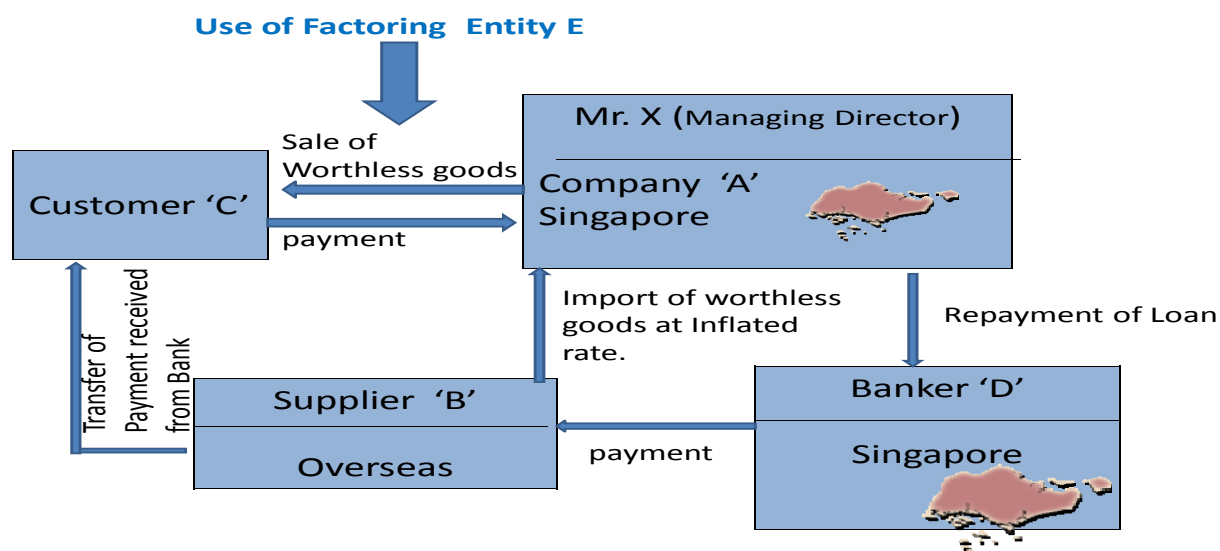 Use of Factoring  Entity E
Mr. X (Managing Director)
Sale of
Worthless goods
Customer ‘C’
Company  ‘A’
Singapore
payment
Transfer of
Payment received
from Bank
Import of worthless
goods at Inflated
rate.
Repayment of Loan
Supplier  ‘B’
Overseas
payment
Banker ‘D’
Singapore